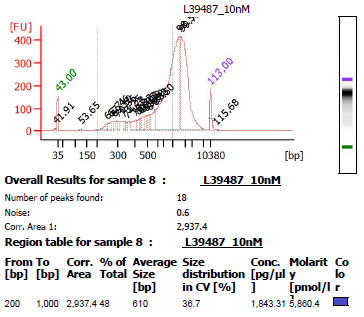 L39487_10nM
[FU]
400
300
200
100
0
43.00
41.91
53.65
113.00
115.68
35 150 300 500 10380 [bp]
Overall Results for sample 8 : L39487_10nM
Number of peaks found: 18
Noise: 0.6
Corr. Area 1: 2,937.4
Region table for sample 8 : L39487_10nM
From To Corr. % of Average Size Conc. Molarit Co
[bp] [bp] Area Total Size distribution [pg/µl y lo
[bp] in CV [%] ] [pmol/l r
]
200 1,000 2,937.4 48 610 36.7 1,843.31 5,860.4